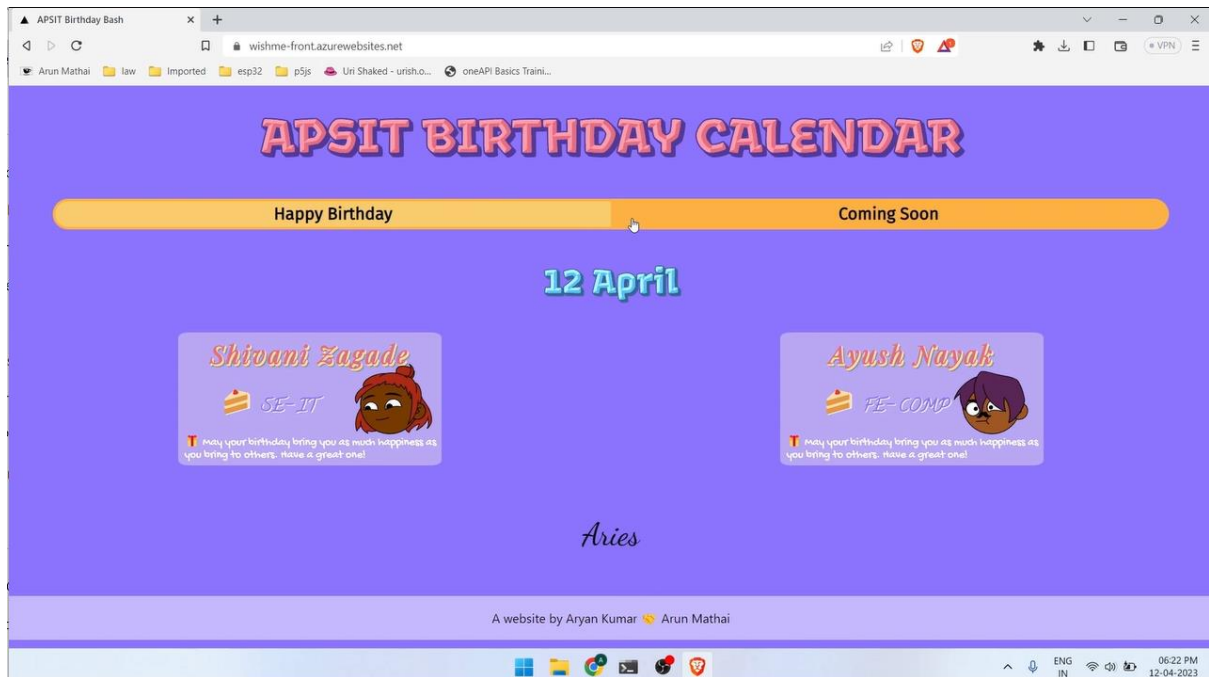 APSIT Birthday Bash
wishme-front.azurewebsites.net
VPN
Arun Mathai law Imported esp32 p5js Uri Shaked - urish.o... oneAPI Basics Traini...
APSIT BIRTHDAY CALENDAR
Happy Birthday Coming Soon
12 April
Shivani Zagade
SE-IT
May your birthday bring you as much happiness as
you bring to others. Have a great one!
Ayush Nayak
FE-COMP
May your birthday bring you as much happiness as
you bring to others. Have a great one!
Aries
A website by Aryan Kumar 🤝 Arun Mathai
ENG
IN
06:22 PM
12-04-2023